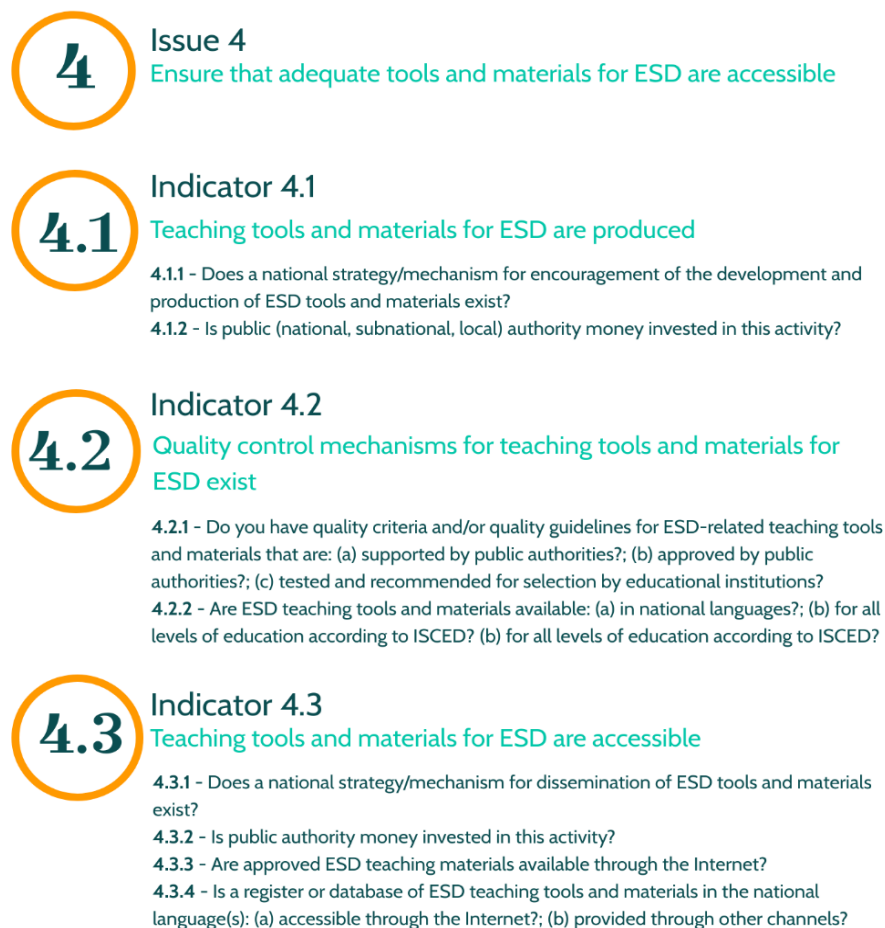 4
Issue 4
Ensure that adequate tools and materials for ESD are accessible
4.1
Indicator 4.1
Teaching tools and materials for ESD are produced
4.1.1 - Does a national strategy/mechanism for encouragement of the development and
production of ESD tools and materials exist?
4.1.2 - Is public (national, subnational, local) authority money invested in this activity?
4.2
Indicator 4.2
Quality control mechanisms for teaching tools and materials for
ESD exist
4.2.1 - Do you have quality criteria and/or quality guidelines for ESD-related teaching tools
and materials that are: (a) supported by public authorities?; (b) approved by public
authorities?; (c) tested and recommended for selection by educational institutions?
4.2.2 - Are ESD teaching tools and materials available: (a) in national languages?; (b) for all
levels of education according to ISCED? (b) for all levels of education according to ISCED?
4.3
Indicator 4.3
Teaching tools and materials for ESD are accessible
4.3.1 - Does a national strategy/mechanism for dissemination of ESD tools and materials
exist?
4.3.2 - Is public authority money invested in this activity?
4.3.3 - Are approved ESD teaching materials available through the Internet?
4.3.4 - Is a register or database of ESD teaching tools and materials in the national
language(s): (a) accessible through the Internet?; (b) provided through other channels?